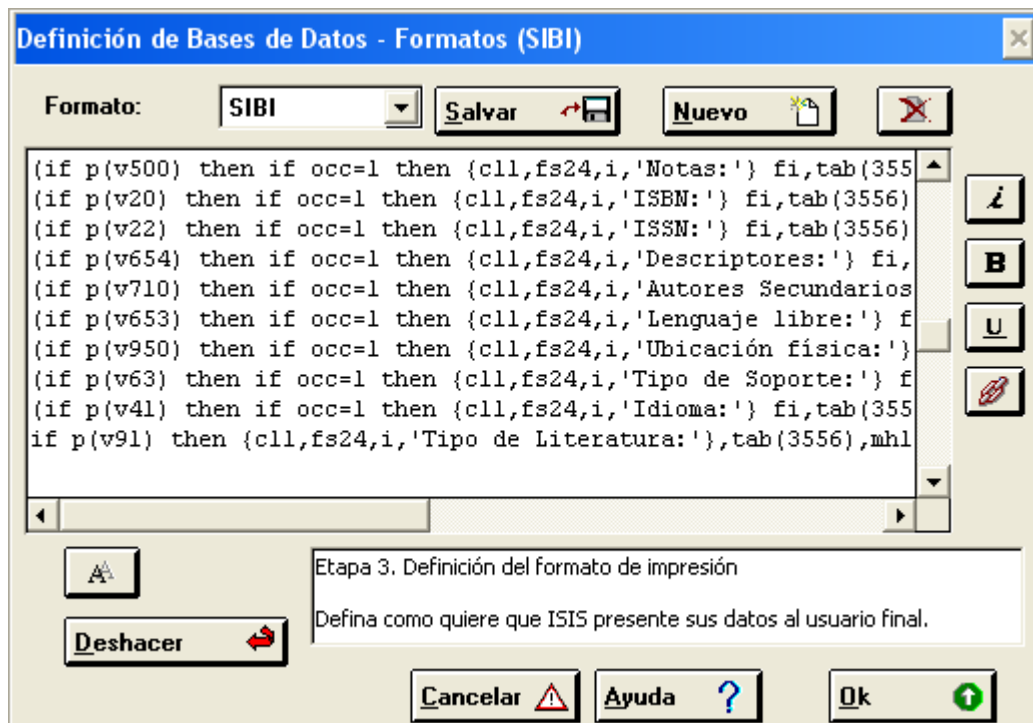 Definición de Bases de Datos - Formatos (SIBI)
Formato: SIBI Salvar Nuevo
(if p(v500) then if occ=1 then {cl1,fs24,i,'Notas:'} fi,tab(355
(if p(v20) then if occ=1 then {cl1,fs24,i,'ISBN:'} fi,tab(3556)
(if p(v22) then if occ=1 then {cl1,fs24,i,'ISSN:'} fi,tab(3556)
(if p(v654) then if occ=1 then {cl1,fs24,i,'Descriptores:'} fi,
(if p(v710) then if occ=1 then {cl1,fs24,i,'Autores Secundarios
(if p(v653) then if occ=1 then {cl1,fs24,i,'Lenguaje libre:'} f
(if p(v950) then if occ=1 then {cl1,fs24,i,'Ubicación física:'}
(if p(v63) then if occ=1 then {cl1,fs24,i,'Tipo de Soporte:'} f
(if p(v41) then if occ=1 then {cl1,fs24,i,'Idioma:'} fi,tab(355
if p(v91) then {cl1,fs24,i,'Tipo de Literatura:'},tab(3556),mhl
i
B
U
A
Etapa 3. Definición del formato de impresión
Defina como quiere que ISIS presente sus datos al usuario final.
Deshacer
Cancelar Ayuda ? Ok